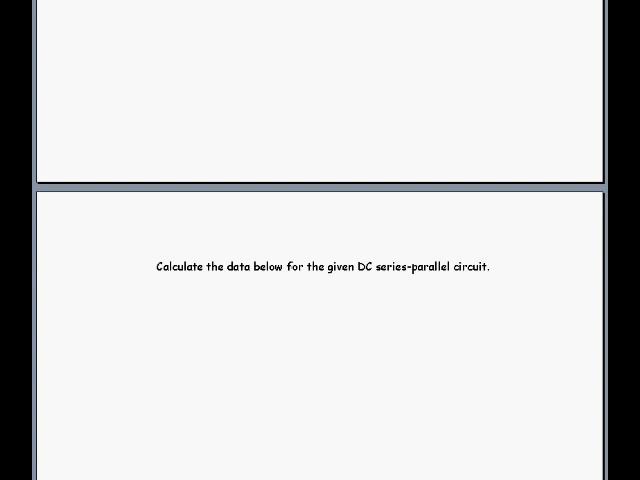 Calculate the data below for the given DC series-parallel circuit.